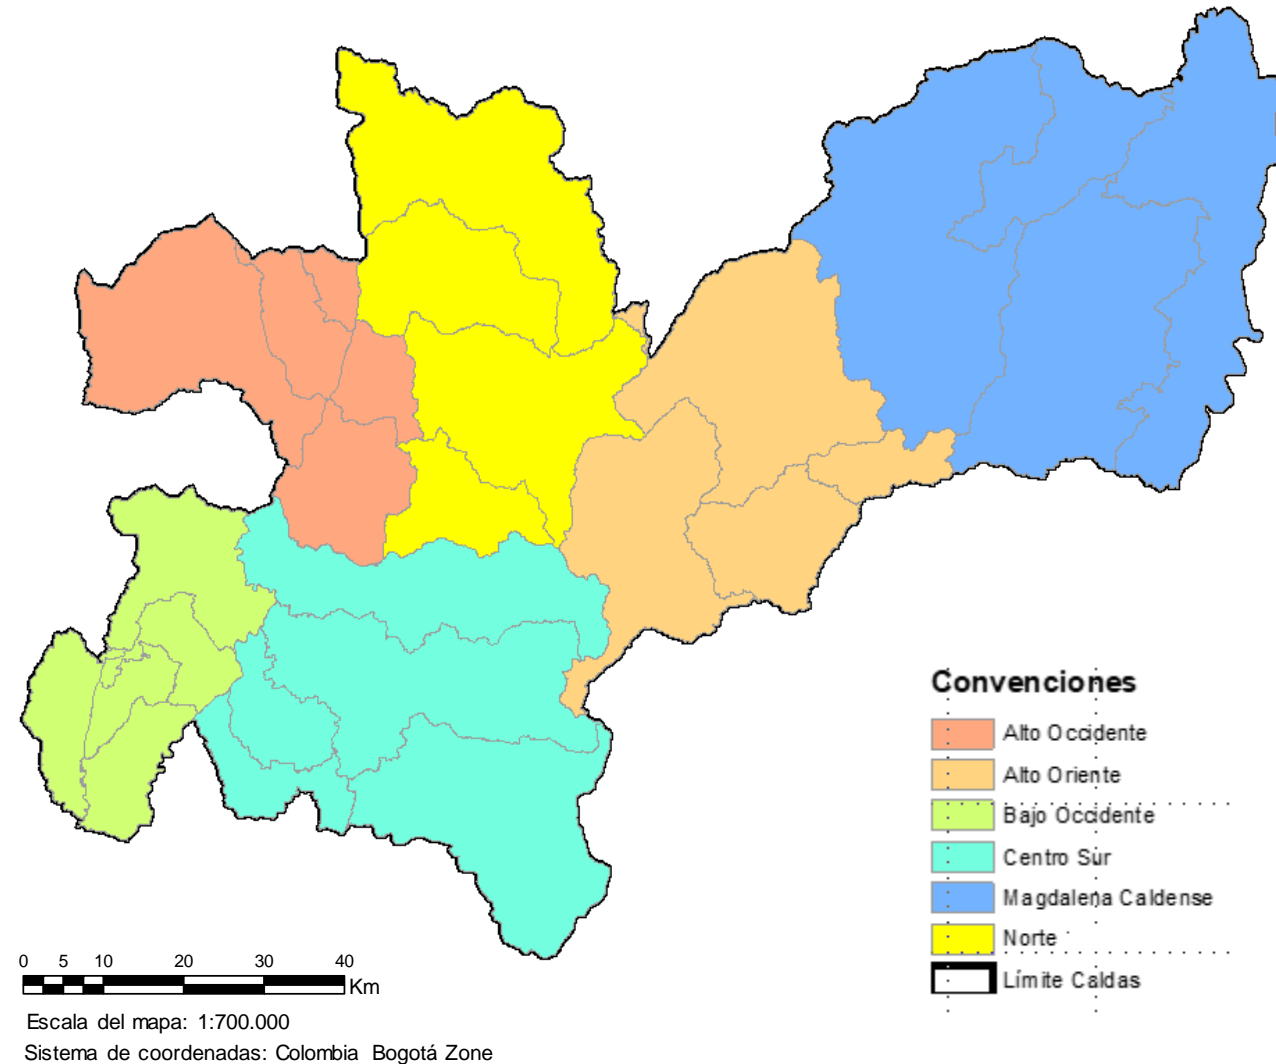 Convenciones
Alto Occidente
Alto Oriente
Bajo Occidente
Centro Sur
Magdalena Caldense
Norte
Límite Caldas
0 5 10 20 30 40
Km
Escala del mapa: 1:700.000
Sistema de coordenadas: Colombia Bogotá Zone